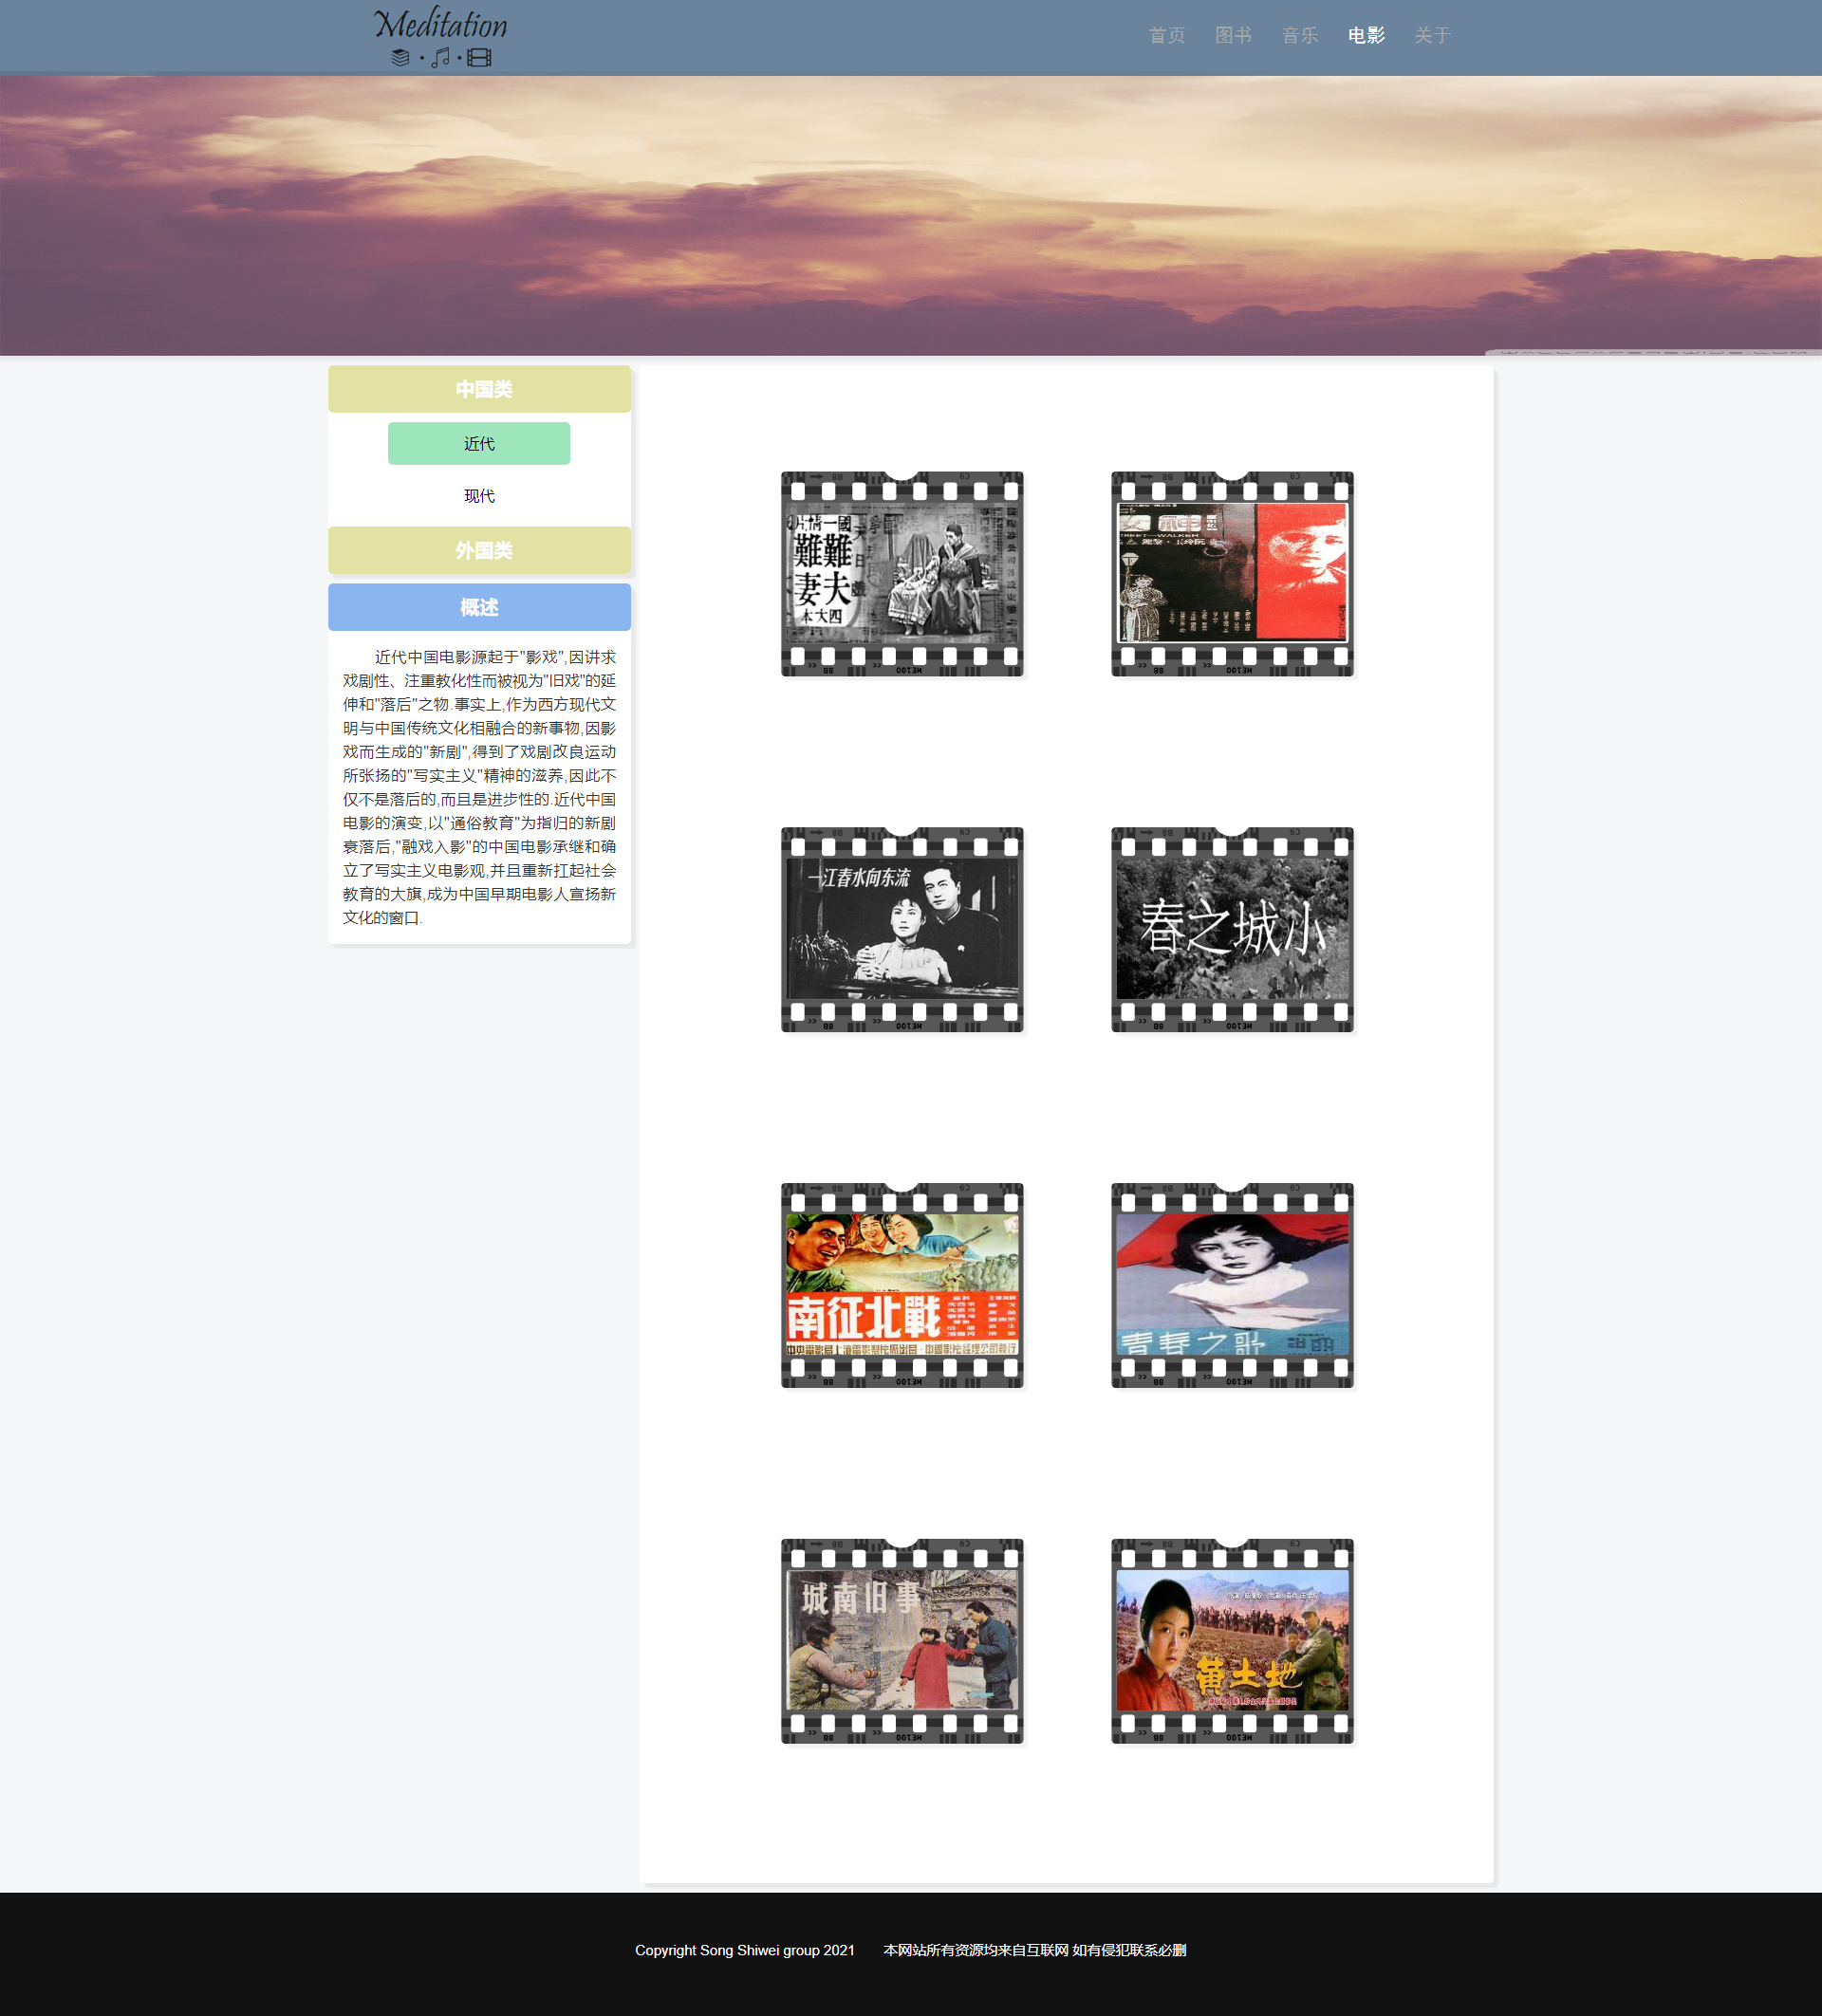 Meditation
首页 图书 音乐 电影 关于
中国类
近代
现代
外国类
概述
近代中国电影源起于"影戏",因讲求
戏剧性、注重教化性而被视为"旧戏"的延
伸和"落后"之物.事实上,作为西方现代文
明与中国传统文化相融合的新事物,因影
戏而生成的"新剧",得到了戏剧改良运动
所张扬的"写实主义"精神的滋养,因此不
仅不是落后的,而且是进步性的.近代中国
电影的演变,以"通俗教育"为指归的新剧
衰落后,"融戏入影"的中国电影承继和确
立了写实主义电影观,并且重新扛起社会
教育的大旗,成为中国早期电影人宣扬新
文化的窗口.
片情一國
難難
妻夫
本大四
一江春水向东流
春之城小
南征北戰
青春之歌
城南旧事
黄土地
Copyright Song Shiwei group 2021 本网站所有资源均来自互联网 如有侵犯联系必删